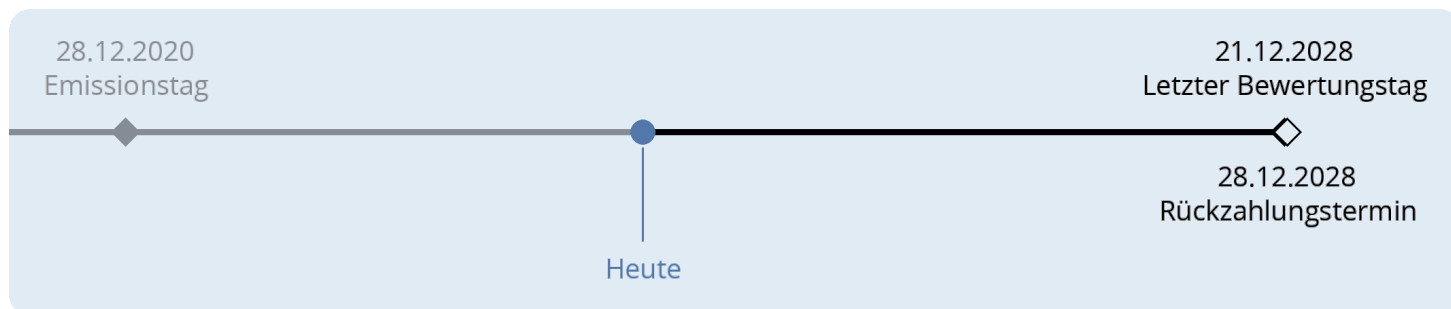 28.12.2020
Emissionstag
21.12.2028
Letzter Bewertungstag
28.12.2028
Rückzahlungstermin
Heute